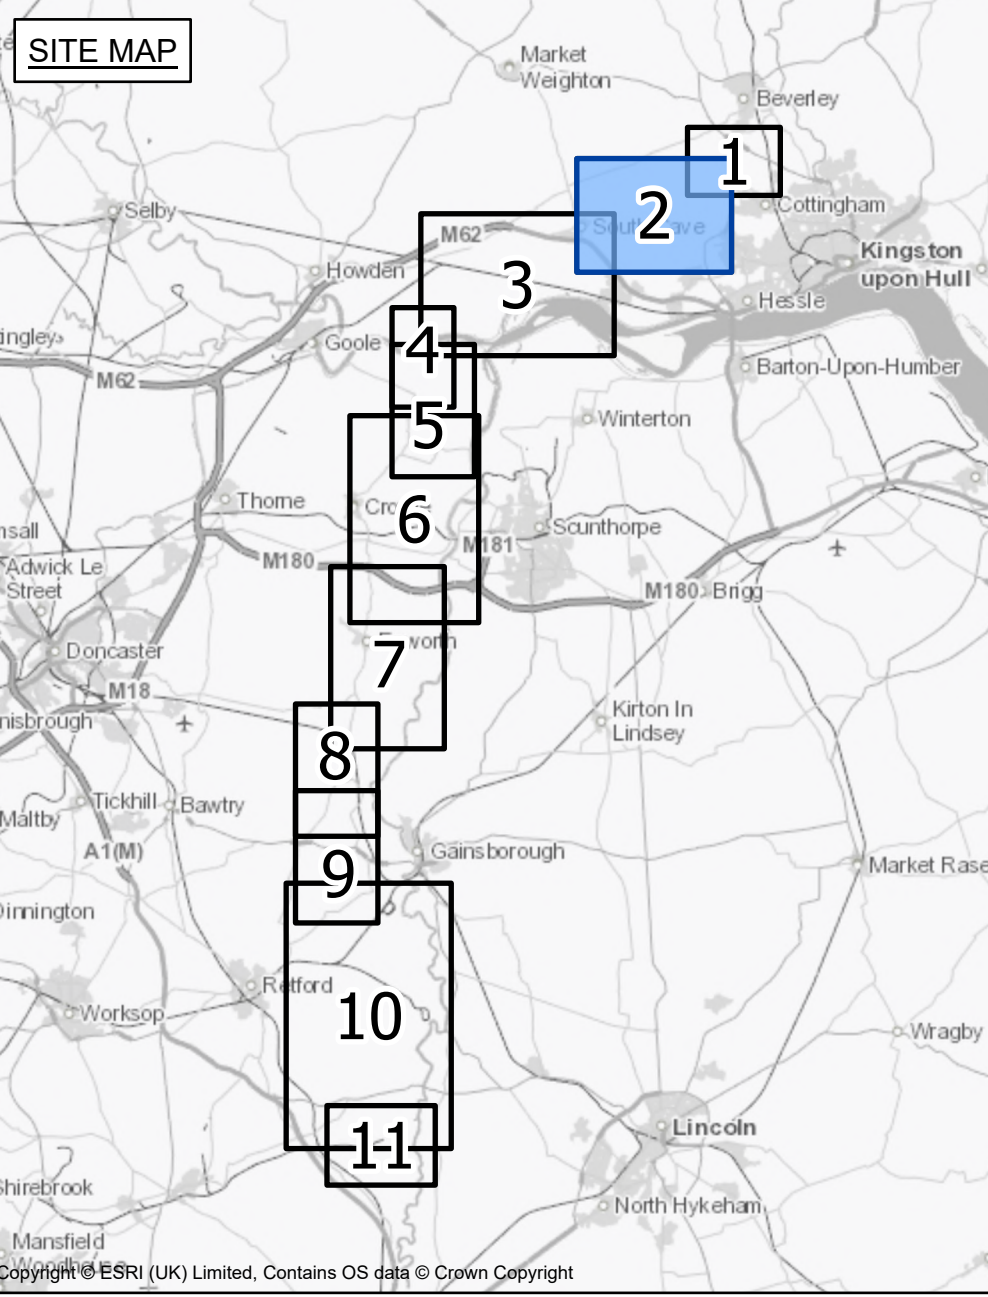 SITE MAP
Market
Weighton
Beverley
1
Cottingham
Selby
2
M62
Kingston
upon Hull
Howden
3
Hessle
Goole
4
M62
Barton-Upon-Humber
5
Winterton
Thorne
6
Scunthorpe
M181
M180
Adwick Le
Street
M180
Brigg
Doncaster
7
M18
Kirton In
Lindsey
8
Tickhill
Bawtry
Maltby
A1(M)
Gainsborough
9
Market Rase
Dinnington
Retford
Worksop
10
Wragby
Lincoln
11
Shirebrook
North Hykeham
Mansfield
Woodhouse
Copyright © ESRI (UK) Limited, Contains OS data © Crown Copyright